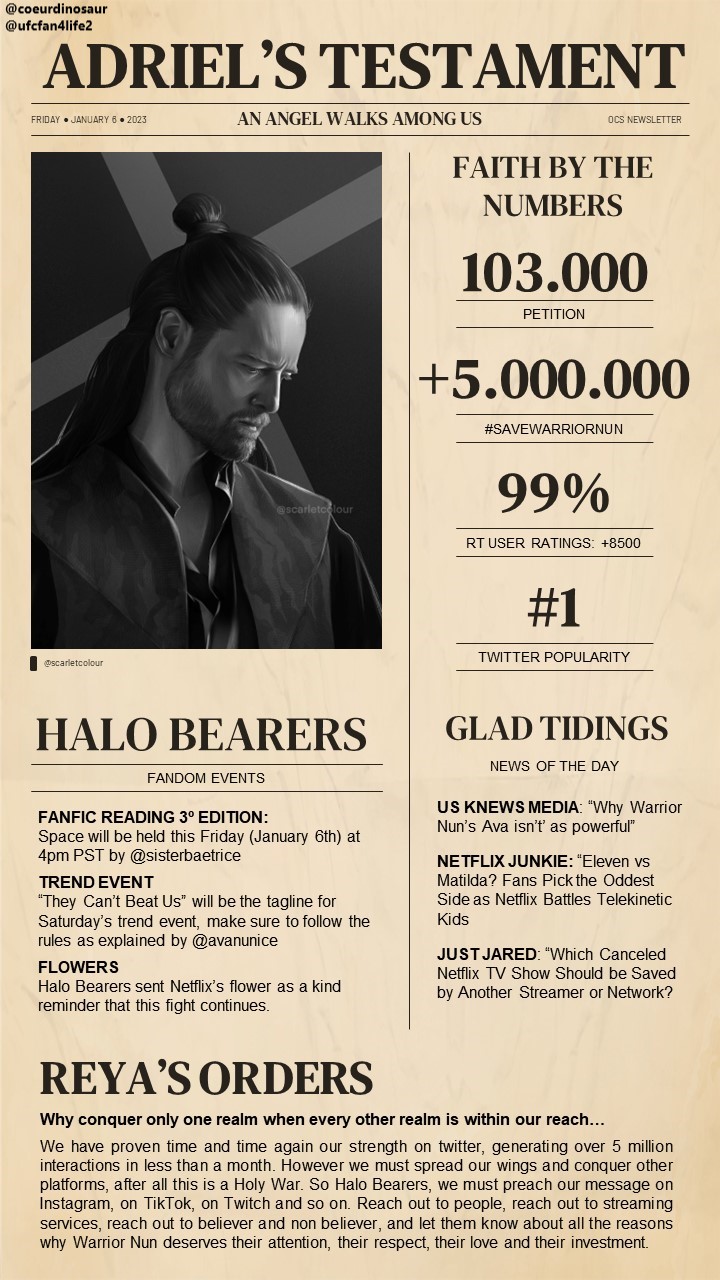 @coeurdinosaur
@ufcfan4life2
ADRIEL'S TESTAMENT
FRIDAY • JANUARY 6 • 2023
AN ANGEL WALKS AMONG US
OCS NEWSLETTER
@scarletcolour
@scarletcolour
FAITH BY THE
NUMBERS
103.000
PETITION
+5.000.000
#SAVEWARRIORNUN
99%
RT USER RATINGS: +8500
#1
TWITTER POPULARITY
HALO BEARERS
FANDOM EVENTS
FANFIC READING 3º EDITION:
Space will be held this Friday (January 6th) at
4pm PST by @sisterbaetrice
TREND EVENT
“They Can’t Beat Us” will be the tagline for
Saturday’s trend event, make sure to follow the
rules as explained by @avanunice
FLOWERS
Halo Bearers sent Netflix’s flower as a kind
reminder that this fight continues.
GLAD TIDINGS
NEWS OF THE DAY
US KNEWS MEDIA: “Why Warrior
Nun’s Ava isn’t’ as powerful”
NETFLIX JUNKIE: “Eleven vs
Matilda? Fans Pick the Oddest
Side as Netflix Battles Telekinetic
Kids
JUST JARED: “Which Canceled
Netflix TV Show Should be Saved
by Another Streamer or Network?
REYA’S ORDERS
Why conquer only one realm when every other realm is within our reach…
We have proven time and time again our strength on twitter, generating over 5 million
interactions in less than a month. However we must spread our wings and conquer other
platforms, after all this is a Holy War. So Halo Bearers, we must preach our message on
Instagram, on TikTok, on Twitch and so on. Reach out to people, reach out to streaming
services, reach out to believer and non believer, and let them know about all the reasons
why Warrior Nun deserves their attention, their respect, their love and their investment.